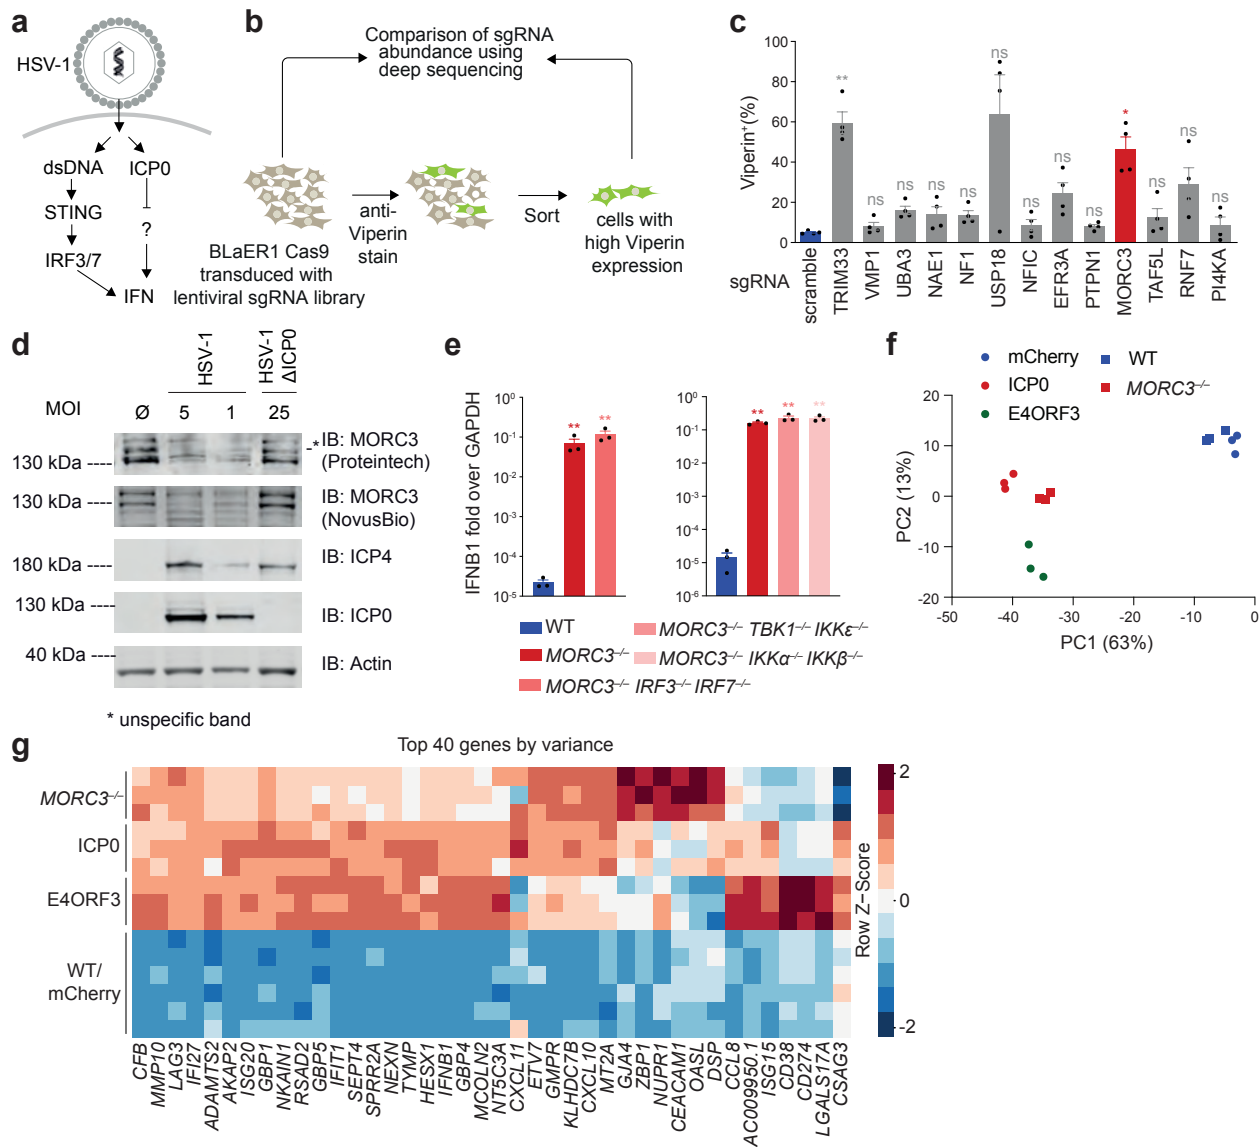 a
HSV-1
dsDNA
ICP0
STING
?
IRF3/7
IFN
b
Comparison of sgRNA
abundance using
deep sequencing
anti-
Viperin
stain
Sort
BLaER1 Cas9
transduced with
lentiviral sgRNA library
cells with
high Viperin
expression
c
Viperin⁺(%)
100
80
60
40
20
0
**
ns
ns
ns
ns
ns
ns
ns
ns
ns
*
ns
ns
ns
sgRNA
scramble
TRIM33
VMP1
UBA3
NAE1
NF1
USP18
NFIC
EFR3A
PTPN1
MORC3
TAF5L
RNF7
PI4KA
d
HSV-1
HSV-1
ΔICP0
MOI
Ø
5
1
25
130 kDa
*
IB: MORC3
(Proteintech)
130 kDa
IB: MORC3
(NovusBio)
180 kDa
IB: ICP4
130 kDa
IB: ICP0
40 kDa
IB: Actin
* unspecific band
e
IFNB1 fold over GAPDH
10⁰
10⁻¹
10⁻²
10⁻³
10⁻⁴
10⁻⁵
**
**
10⁰
10⁻¹
10⁻²
10⁻³
10⁻⁴
10⁻⁵
10⁻⁶
**
**
**
WT
MORC3⁻/⁻
MORC3⁻/⁻ IRF3⁻/⁻ IRF7⁻/⁻
MORC3⁻/⁻ TBK1⁻/⁻ IKKε⁻/⁻
MORC3⁻/⁻ IKKα⁻/⁻ IKKβ⁻/⁻
f
mCherry
ICP0
E4ORF3
WT
MORC3⁻/⁻
PC2 (13%)
20
10
0
-10
-20
-50
-40
-30
-20
-10
0
PC1 (63%)
g
Top 40 genes by variance
MORC3⁻/⁻
ICP0
E4ORF3
WT/
mCherry
2
0
-2
Row Z−Score
CFB
MMP10
LAG3
IFI27
ADAMTS2
AKAP2
ISG20
GBP1
NKAIN1
RSAD2
GBP5
IFIT1
SEPT4
SPRR2A
NEXN
TYMP
HESX1
IFNB1
GBP4
MCOLN2
NT5C3A
CXCL11
ETV7
GMPR
KLHDC7B
CXCL10
MT2A
GJA4
ZBP1
NUPR1
CEACAM1
OASL
DSP
CCL8
AC009950.1
ISG15
CD38
CD274
LGALS17A
CSAG3